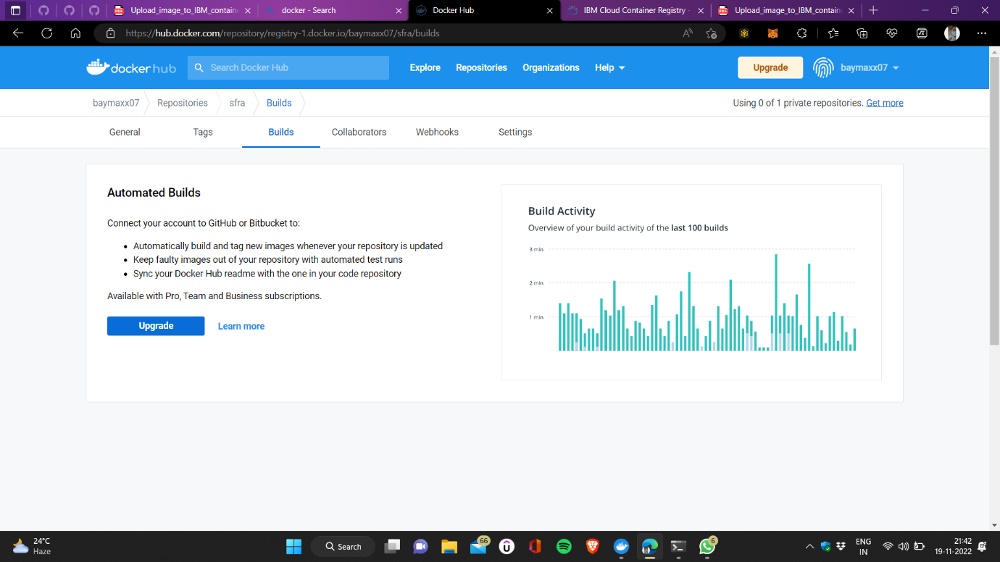 Upload_image_to_IBM_containe
docker - Search
Docker Hub
IBM Cloud Container Registry -
Upload_image_to_IBM_containe
https://hub.docker.com/repository/registry-1.docker.io/baymaxx07/sfra/builds
docker hub
Search Docker Hub
Explore
Repositories
Organizations
Help
Upgrade
baymaxx07
baymaxx07
Repositories
sfra
Builds
Using 0 of 1 private repositories. Get more
General
Tags
Builds
Collaborators
Webhooks
Settings
Automated Builds
Connect your account to GitHub or Bitbucket to:
Automatically build and tag new images whenever your repository is updated
Keep faulty images out of your repository with automated test runs
Sync your Docker Hub readme with the one in your code repository
Available with Pro, Team and Business subscriptions.
Upgrade
Learn more
Build Activity
Overview of your build activity of the last 100 builds
3 min
2 min
1 min
24°C
Haze
Search
66
6
ENG
IN
21:42
19-11-2022